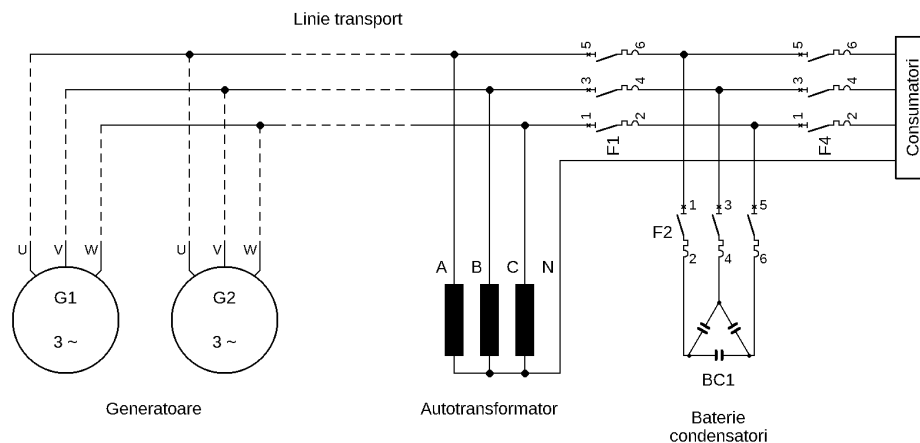 Linie transport
5 6 5 6
3 4 3 4
1 2 1 2
F1 F4
Consumatori
1 3 5
F2
2 4 6
U V W U V W
A B C N
G1 G2
3 ~ 3 ~
BC1
Generatoare
Autotransformator
Baterie
condensatori